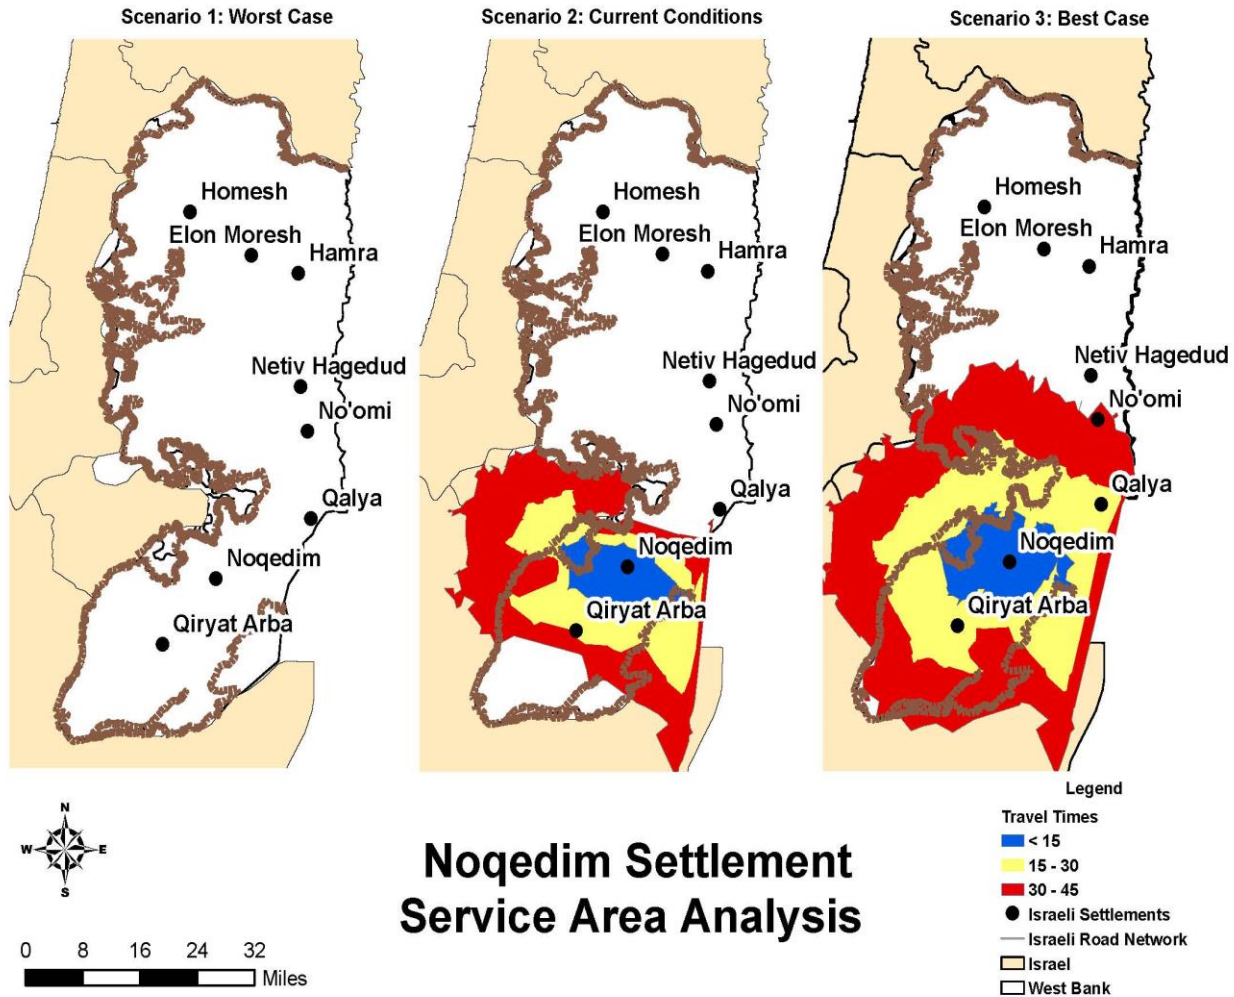 Scenario 1: Worst Case
Homesh
Elon Moresh
Hamra
Netiv Hagedud
No'omi
Qalya
Noqedim
Qiryat Arba
Scenario 2: Current Conditions
Homesh
Elon Moresh
Hamra
Netiv Hagedud
No'omi
Qalya
Noqedim
Qiryat Arba
Scenario 3: Best Case
Homesh
Elon Moresh
Hamra
Netiv Hagedud
No'omi
Qalya
Noqedim
Qiryat Arba
N
W E
S
0 8 16 24 32
Miles
Noqedim Settlement
Service Area Analysis
Legend
Travel Times
< 15
15 - 30
30 - 45
Israeli Settlements
Israeli Road Network
Israel
West Bank